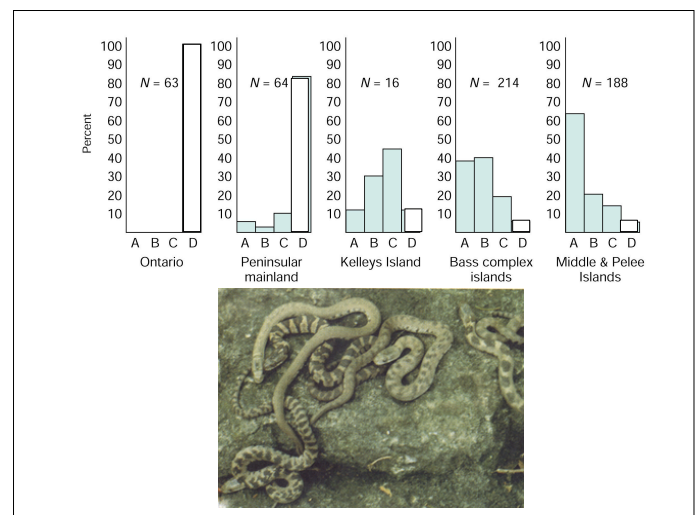 100 90 80 70 60 50 40 30 20 10
Percent
N = 63
A B C D
Ontario
100 90 80 70 60 50 40 30 20 10
N = 64
A B C D
Peninsular
mainland
100 90 80 70 60 50 40 30 20 10
N = 16
A B C D
Kelleys Island
100 90 80 70 60 50 40 30 20 10
N = 214
A B C D
Bass complex
islands
100 90 80 70 60 50 40 30 20 10
N = 188
A B C D
Middle & Pelee
Islands